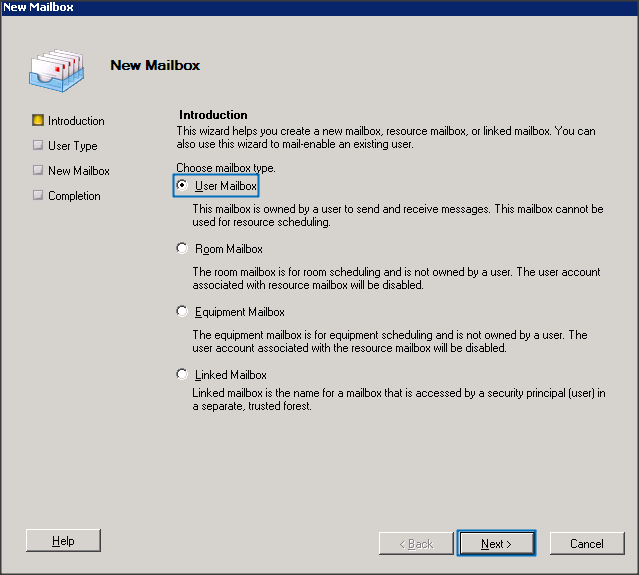 New Mailbox
New Mailbox
Introduction
User Type
New Mailbox
Completion
Introduction
This wizard helps you create a new mailbox, resource mailbox, or linked mailbox. You can
also use this wizard to mail-enable an existing user.
Choose mailbox type.
User Mailbox
This mailbox is owned by a user to send and receive messages. This mailbox cannot be
used for resource scheduling.
Room Mailbox
The room mailbox is for room scheduling and is not owned by a user. The user account
associated with resource mailbox will be disabled.
Equipment Mailbox
The equipment mailbox is for equipment scheduling and is not owned by a user. The
user account associated with the resource mailbox will be disabled.
Linked Mailbox
Linked mailbox is the name for a mailbox that is accessed by a security principal (user) in
a separate, trusted forest.
Help
< Back
Next >
Cancel